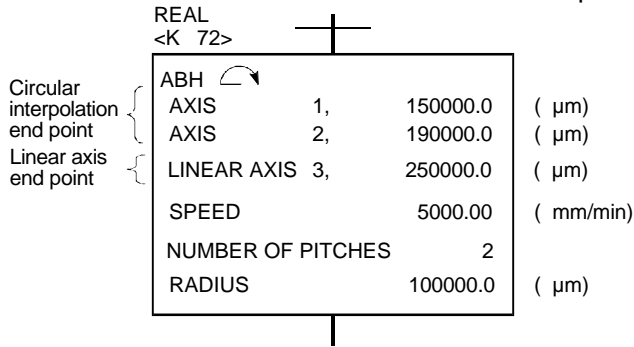 REAL
<K 72>
ABH
Circular
interpolation
end point
AXIS 1, 150000.0 ( µm)
AXIS 2, 190000.0 ( µm)
Linear axis
end point
LINEAR AXIS 3, 250000.0 ( µm)
SPEED 5000.00 ( mm/min)
NUMBER OF PITCHES 2
RADIUS 100000.0 ( µm)